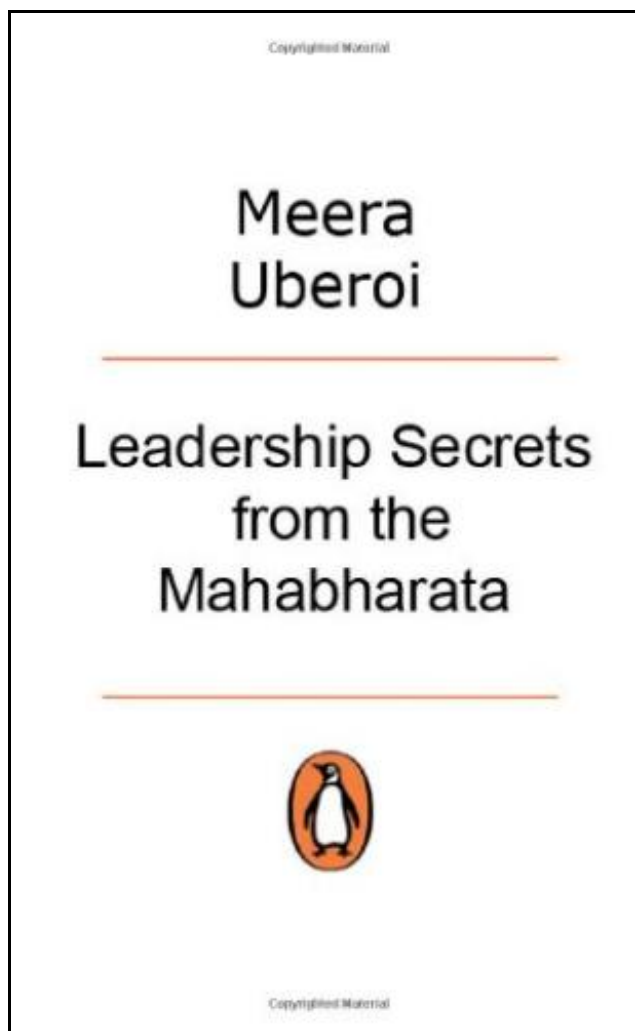 Copyrighted Material
Meera
Uberoi
Leadership Secrets
from the
Mahabharata
Copyrighted Material